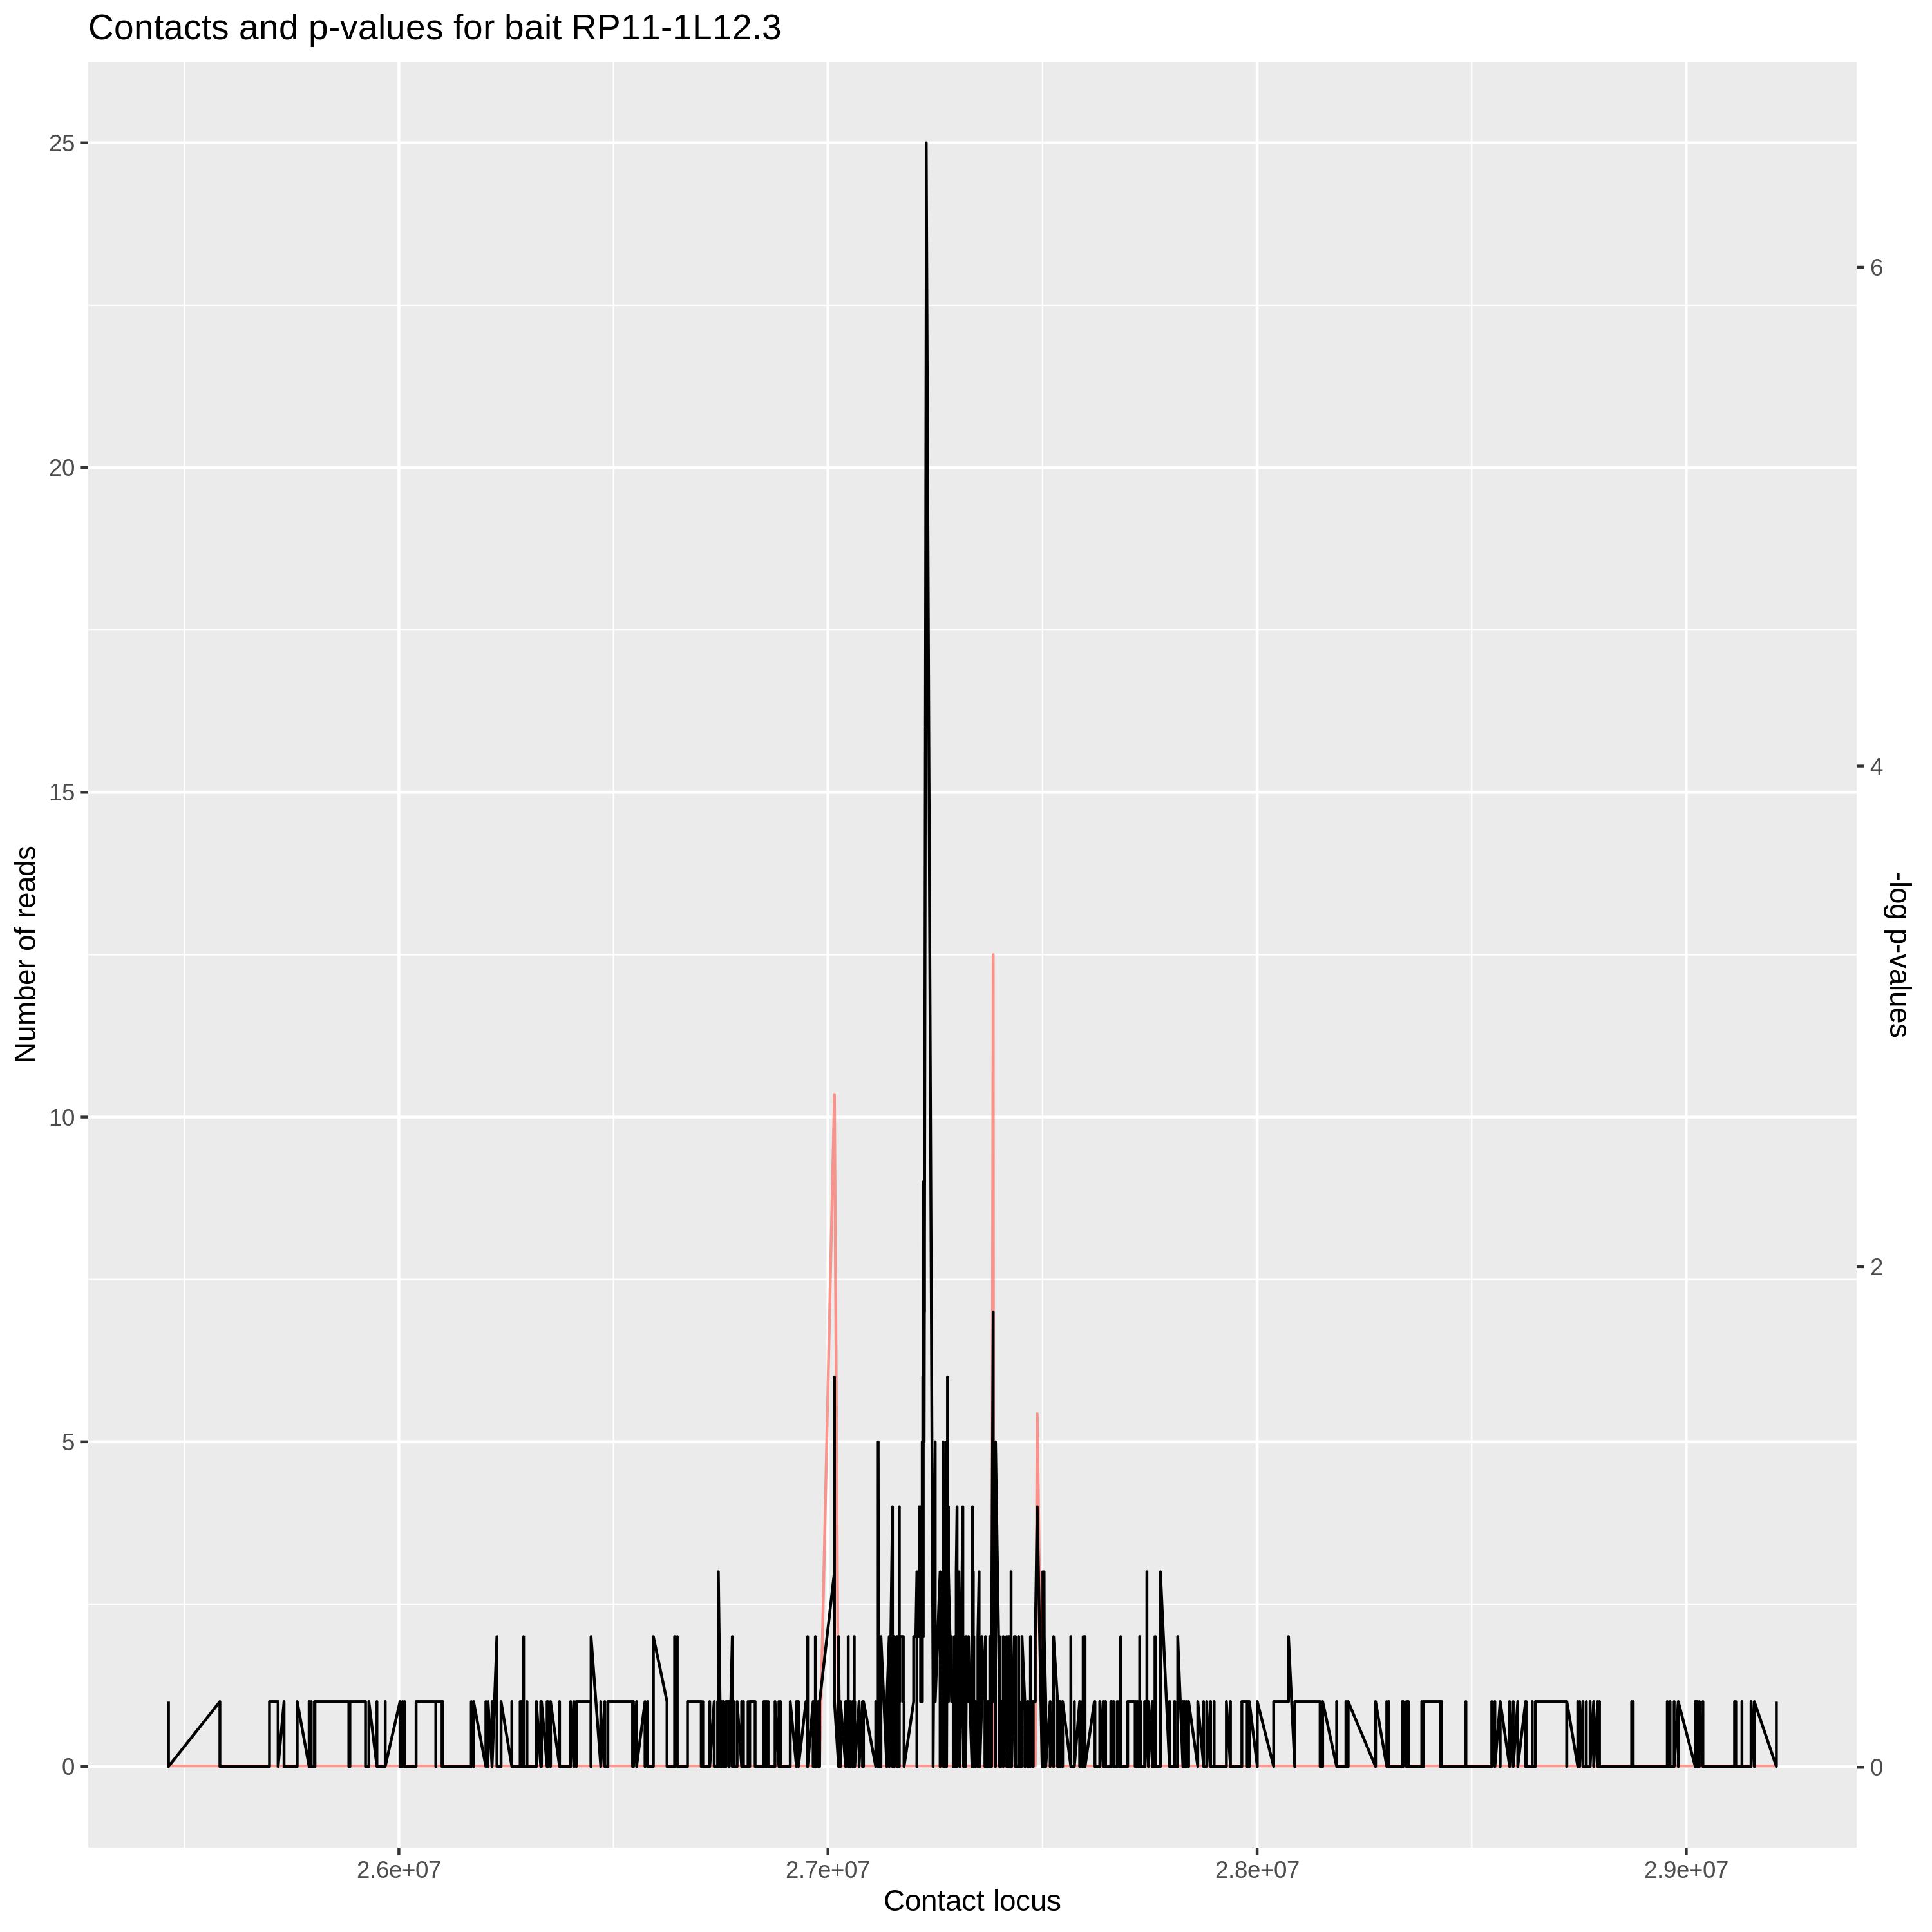 Contacts and p-values for bait RP11-1L12.3
25
20
15
10
5
0
Number of reads
6
4
2
0
-log p-values
2.6e+07
2.7e+07
2.8e+07
2.9e+07
Contact locus